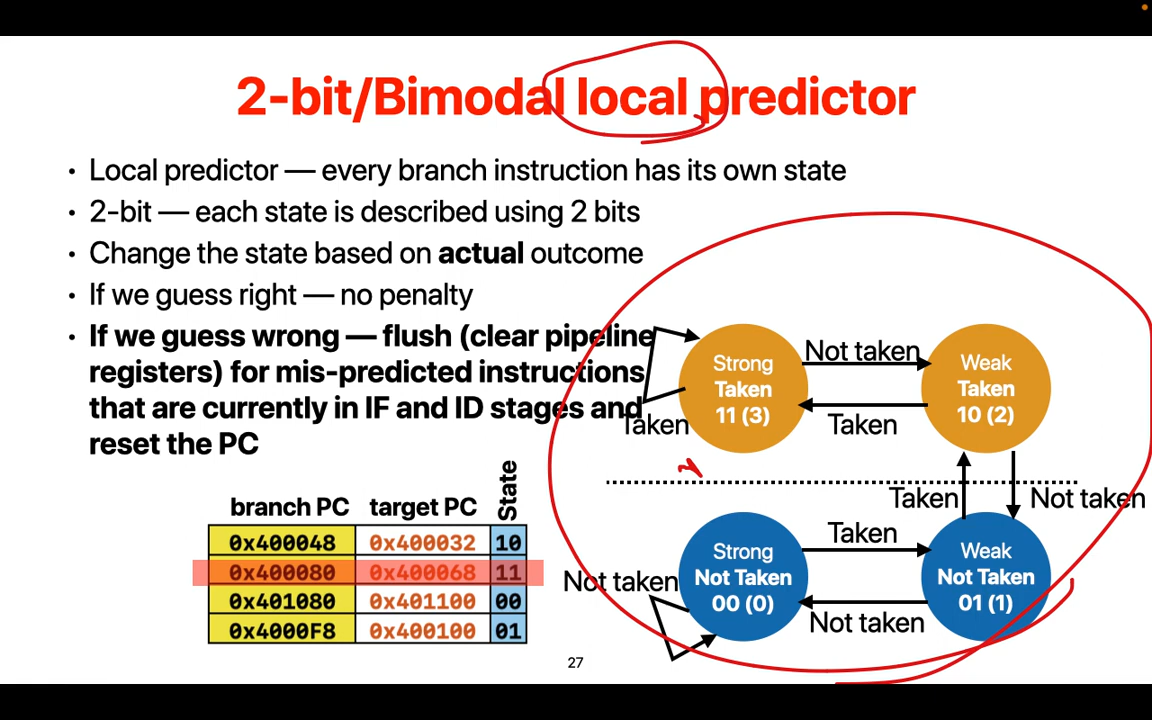 2-bit/Bimodal local predictor
• Local predictor — every branch instruction has its own state
• 2-bit — each state is described using 2 bits
• Change the state based on actual outcome
• If we guess right — no penalty
• If we guess wrong — flush (clear pipeline
registers) for mis-predicted instructions
that are currently in IF and ID stages and
reset the PC
branch PC target PC State
0x400048 0x400032 10
0x400080 0x400068 11
0x401080 0x401100 00
0x4000F8 0x400100 01
Strong
Taken
11 (3)
Not taken
Taken
Weak
Taken
10 (2)
Taken
Taken
Not taken
Strong
Not Taken
00 (0)
Taken
Not taken
Weak
Not Taken
01 (1)
Not taken
27